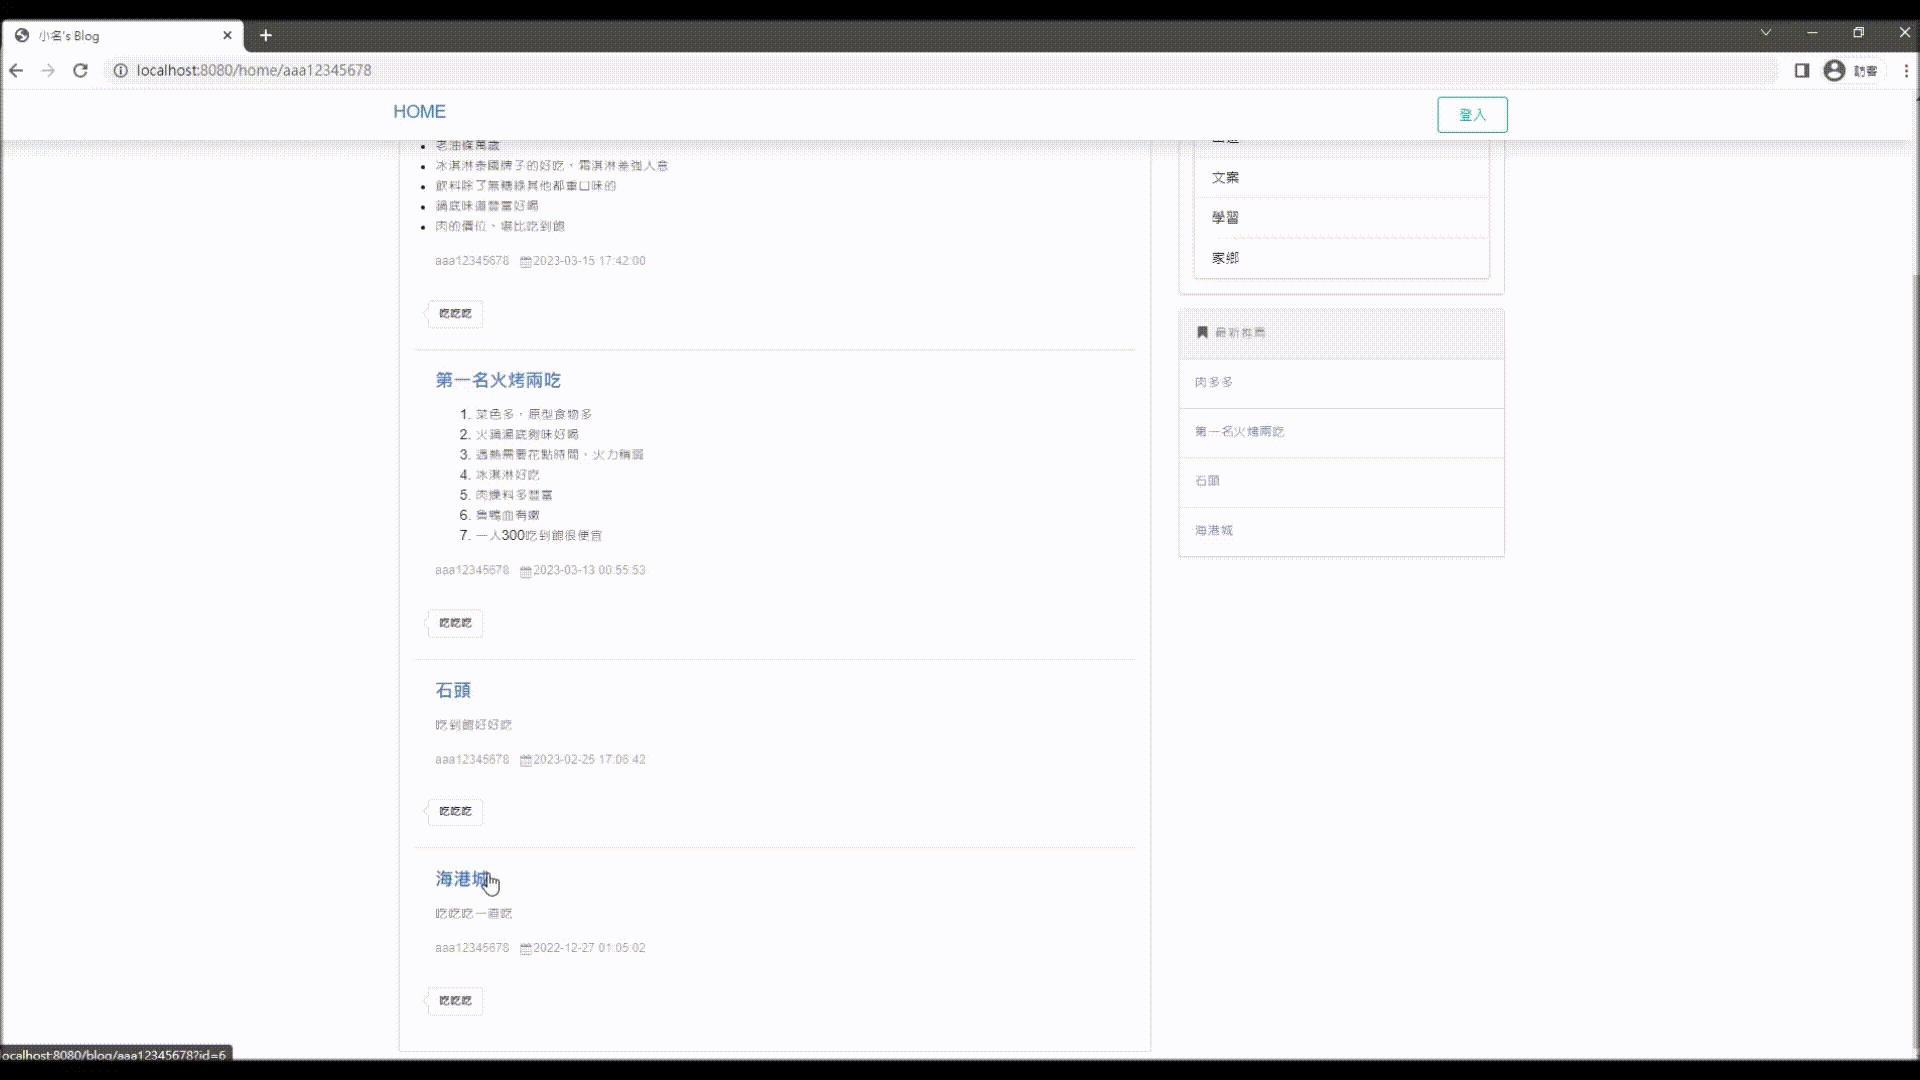 小名's Blog
localhost:8080/home/aaa12345678
訪客
HOME
登入
老油條萬歲
冰淇淋泰國牌子的好吃、霜淇淋差強人意
飲料除了無糖綠其他都重口味的
鍋底味道豐富好喝
肉的價位、堪比吃到飽
aaa12345678 2023-03-15 17:42:00
吃吃吃
第一名火烤兩吃
1. 菜色多、原型食物多
2. 火鍋湯底夠味好喝
3. 遇熱需要花點時間、火力稍弱
4. 冰淇淋好吃
5. 肉燥料多豐富
6. 鴨血有嫩
7. 一人300吃到飽很便宜
aaa12345678 2023-03-13 00:55:53
吃吃吃
石頭
吃到飽好好吃
aaa12345678 2023-02-25 17:06:42
吃吃吃
海港城
吃吃吃一直吃
aaa12345678 2022-12-27 01:05:02
吃吃吃
文案
學習
家鄉
最新推薦
肉多多
第一名火烤兩吃
石頭
海港城
ocalhost:8080/blog/aaa12345678?id=6